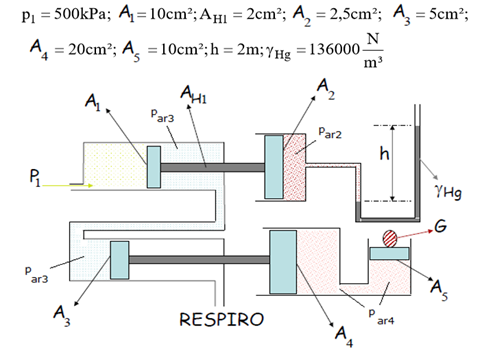 p₁ = 500kPa; A₁ = 10cm²; A_H1 = 2cm²; A₂ = 2,5cm²; A₃ = 5cm²;
A₄ = 20cm²; A₅ = 10cm²; h = 2m; γ_Hg = 136000 N/m³
A₁
p_ar3
A_H1
A₂
P_ar2
h
P₁
γ_Hg
G
p_ar3
A₃
RESPIRO
A₄
p_ar4
A₅